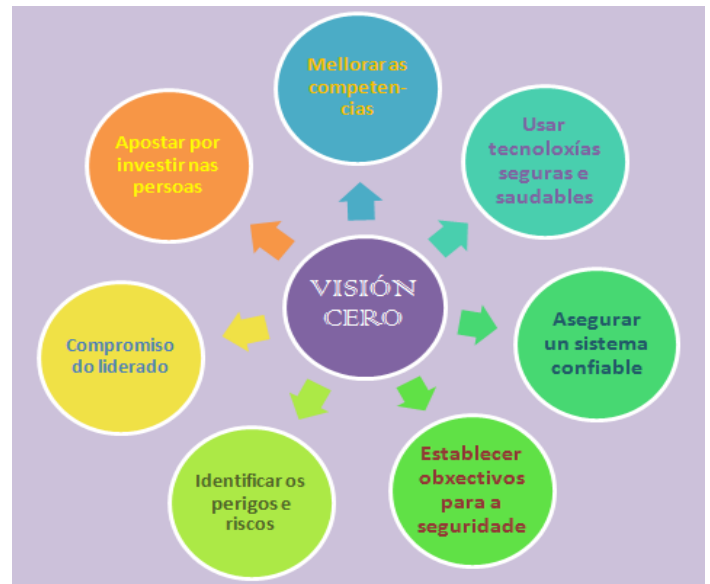 Mellorar as
competen-
cias
Usar
tecnoloxías
seguras e
saudables
Asegurar
un sistema
confiable
Establecer
obxectivos
para a
seguridade
Identificar os
perigos e
riscos
Compromiso
do liderado
Apostar por
investir nas
persoas
VISIÓN
CERO